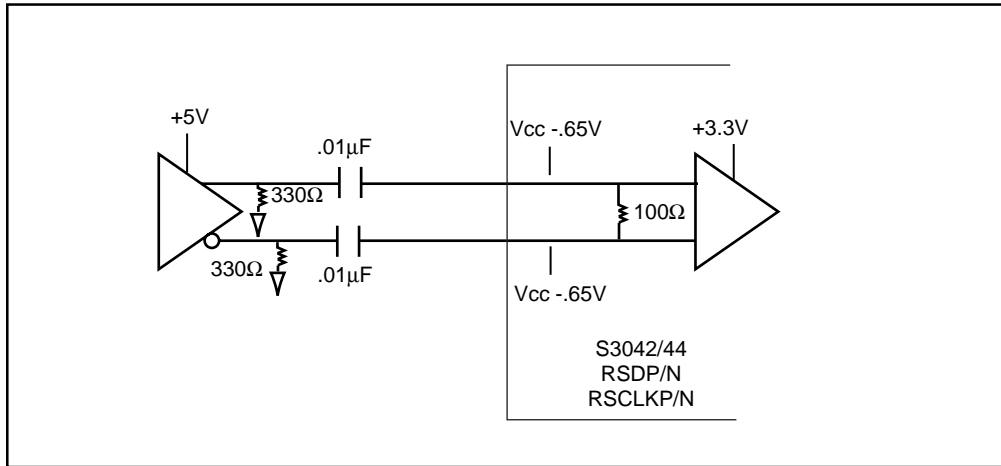 +5V
.01µF
Vcc -.65V
+3.3V
330Ω
100Ω
330Ω
.01µF
Vcc -.65V
S3042/44
RSDP/N
RSCLKP/N